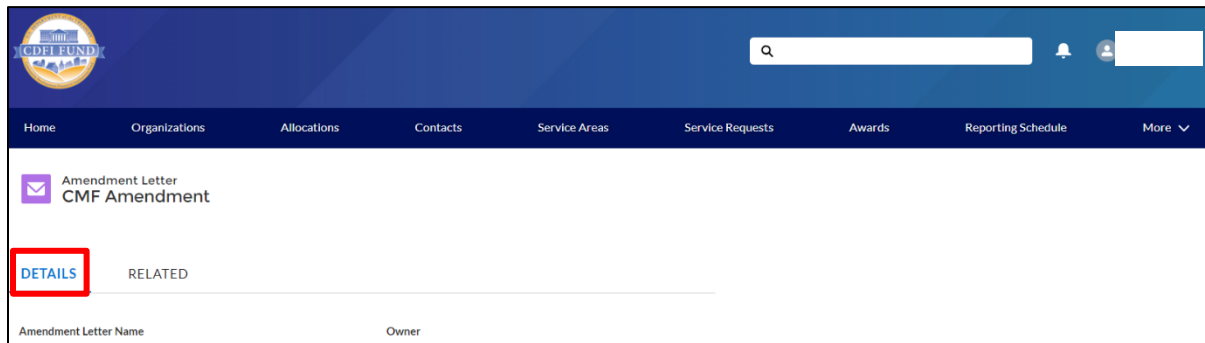 CDFI FUND
Home Organizations Allocations Contacts Service Areas Service Requests Awards Reporting Schedule More
Amendment Letter
CMF Amendment
DETAILS RELATED
Amendment Letter Name Owner